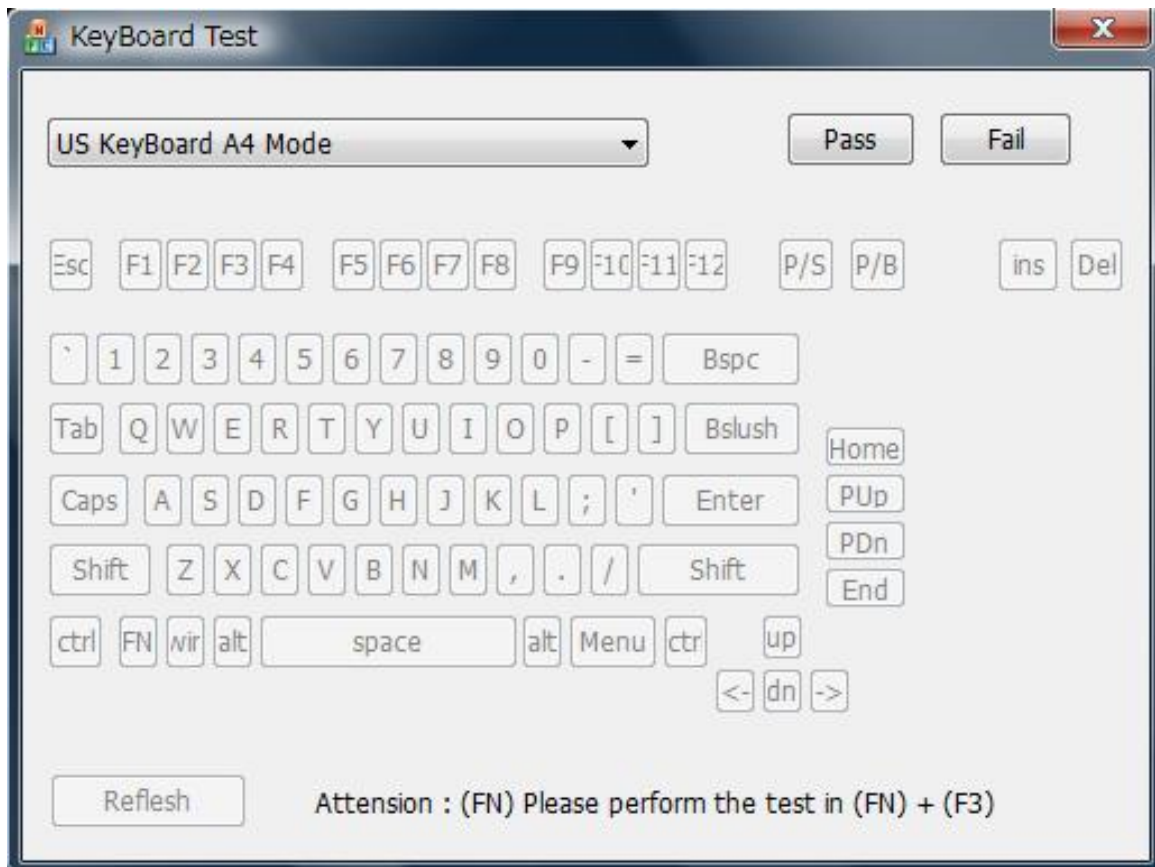 KeyBoard Test
US KeyBoard A4 Mode Pass Fail
Esc F1 F2 F3 F4 F5 F6 F7 F8 F9 F10 F11 F12 P/S P/B ins Del
` 1 2 3 4 5 6 7 8 9 0 - = Bspc
Tab Q W E R T Y U I O P [ ] Bslush
Home
Caps A S D F G H J K L ; ' Enter PUp
PDn
Shift Z X C V B N M , . / Shift
End
ctrl FN alt space alt Menu ctr up
<- dn ->
Reflesh Attension : (FN) Please perform the test in (FN) + (F3)